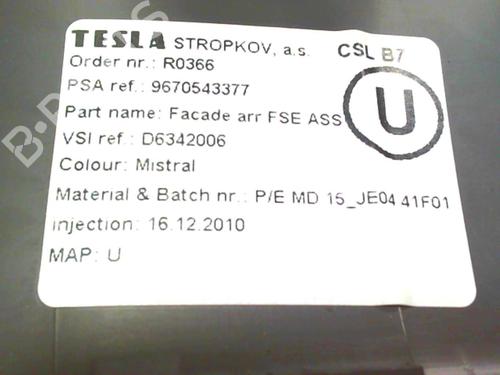 TESLA STROPKOV, a.s. CSL B7
Order nr.: R0366
PSA ref.: 9670543377
Part name: Facade arr FSE ASS
U
VSI ref.: D6342006
Colour: Mistral
Material & Batch nr.: P/E MD 15_JE04 41F01
injection: 16.12.2010
MAP: U